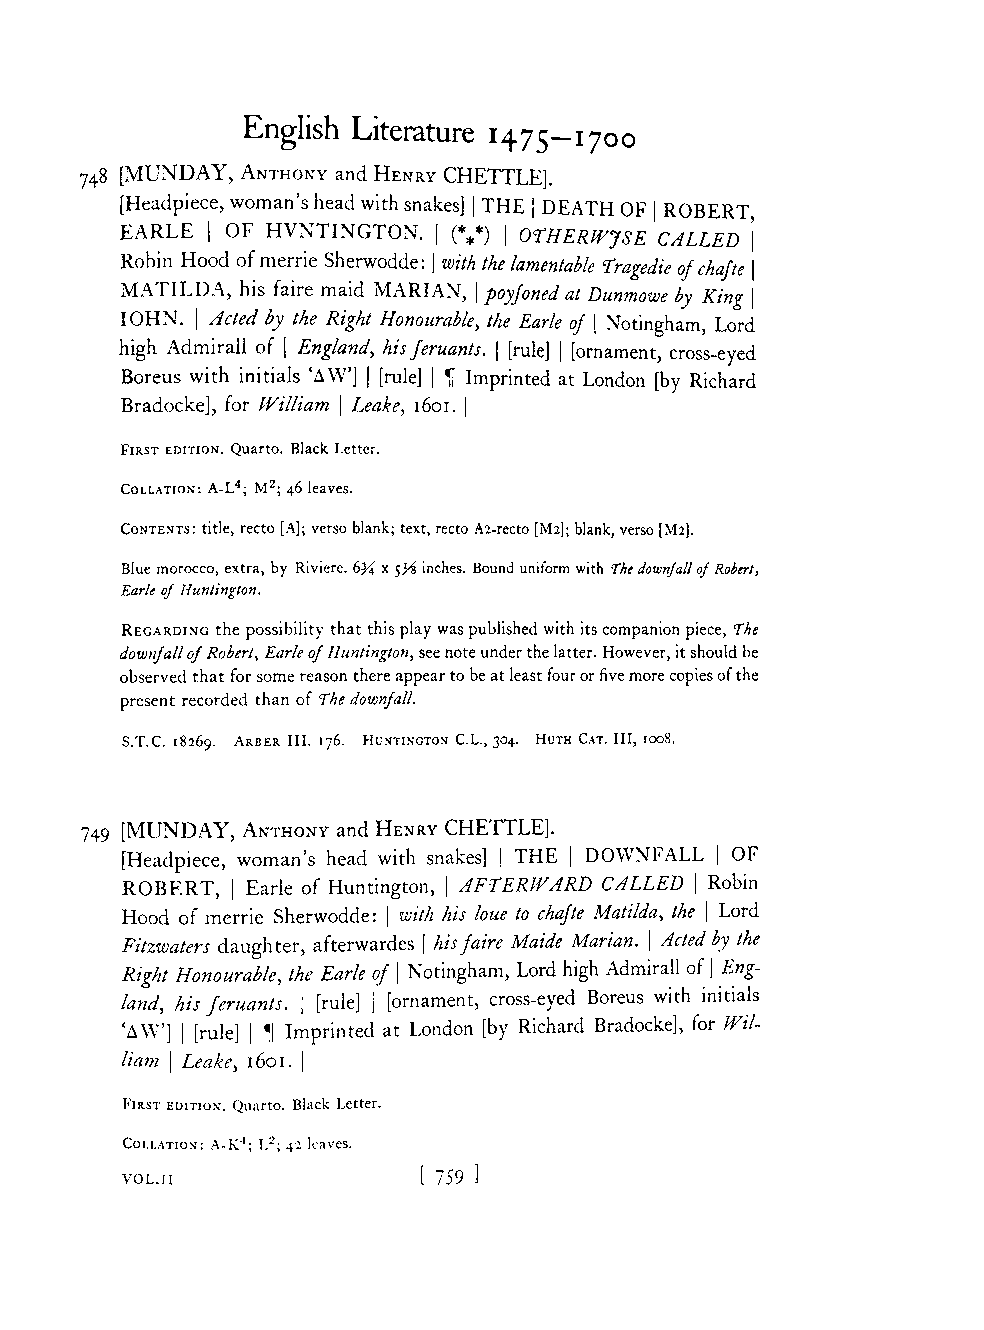 English Literature 1475–1700
748 [MUNDAY, ANTHONY and HENRY CHETTLE].
[Headpiece, woman's head with snakes] | THE | DEATH OF | ROBERT,
EARLE | OF HVNTINGTON. | (*⁎*) | OTHERWJSE CALLED |
Robin Hood of merrie Sherwodde: | with the lamentable Tragedie of chaſte |
MATILDA, his faire maid MARIAN, | poyſoned at Dunmowe by King |
IOHN. | Acted by the Right Honourable, the Earle of | Notingham, Lord
high Admirall of | England, his ſeruants. | [rule] | [ornament, cross-eyed
Boreus with initials ‘ΔW’] | [rule] | ¶ Imprinted at London [by Richard
Bradocke], for William | Leake, 1601. |
FIRST EDITION. Quarto. Black Letter.
COLLATION: A-L⁴; M²; 46 leaves.
CONTENTS: title, recto [A]; verso blank; text, recto A2-recto [M2]; blank, verso [M2].
Blue morocco, extra, by Riviere. 6¾ x 5⅛ inches. Bound uniform with The downfall of Robert,
Earle of Huntington.
REGARDING the possibility that this play was published with its companion piece, The
downfall of Robert, Earle of Huntington, see note under the latter. However, it should be
observed that for some reason there appear to be at least four or five more copies of the
present recorded than of The downfall.
S.T.C. 18269. ARBER III. 176. HUNTINGTON C.L., 304. HUTH CAT. III, 1008.
749 [MUNDAY, ANTHONY and HENRY CHETTLE].
[Headpiece, woman's head with snakes] | THE | DOWNFALL | OF
ROBERT, | Earle of Huntington, | AFTERWARD CALLED | Robin
Hood of merrie Sherwodde: | with his loue to chaſte Matilda, the | Lord
Fitzwaters daughter, afterwardes | his faire Maide Marian. | Acted by the
Right Honourable, the Earle of | Notingham, Lord high Admirall of | Eng-
land, his ſeruants. | [rule] | [ornament, cross-eyed Boreus with initials
‘ΔW’] | [rule] | ¶ Imprinted at London [by Richard Bradocke], for Wil-
liam | Leake, 1601. |
FIRST EDITION. Quarto. Black Letter.
COLLATION: A-K⁴; L²; 42 leaves.
VOL.II [ 759 ]